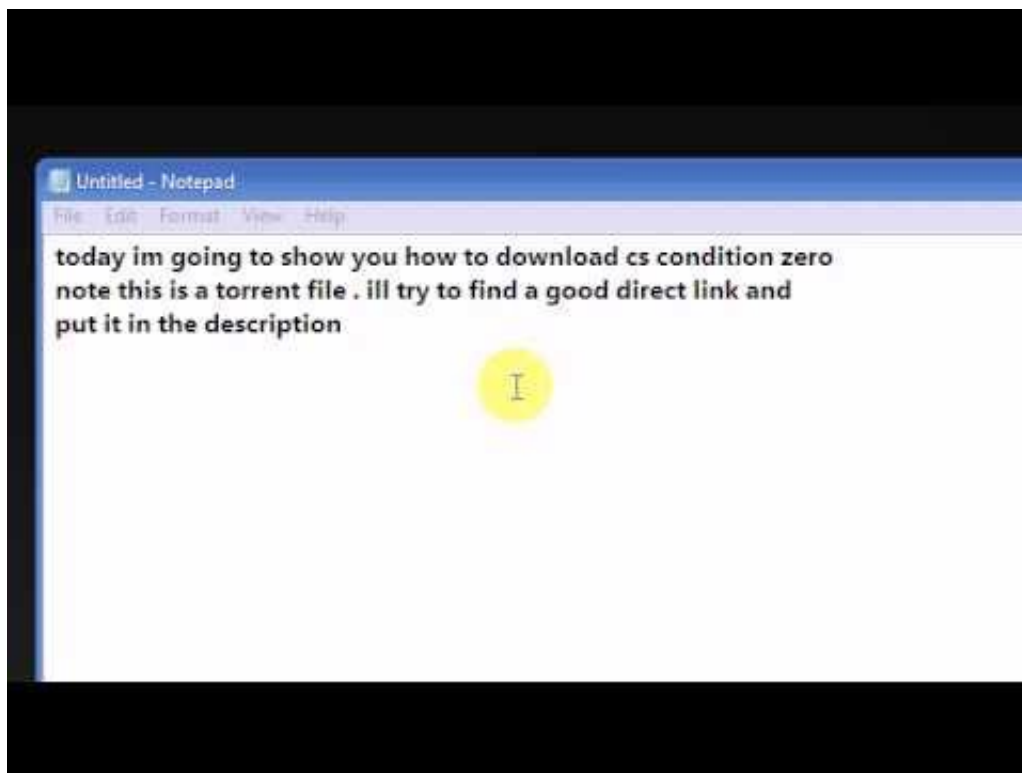 Untitled - Notepad
File Edit Format View Help
today im going to show you how to download cs condition zero
note this is a torrent file . ill try to find a good direct link and
put it in the description